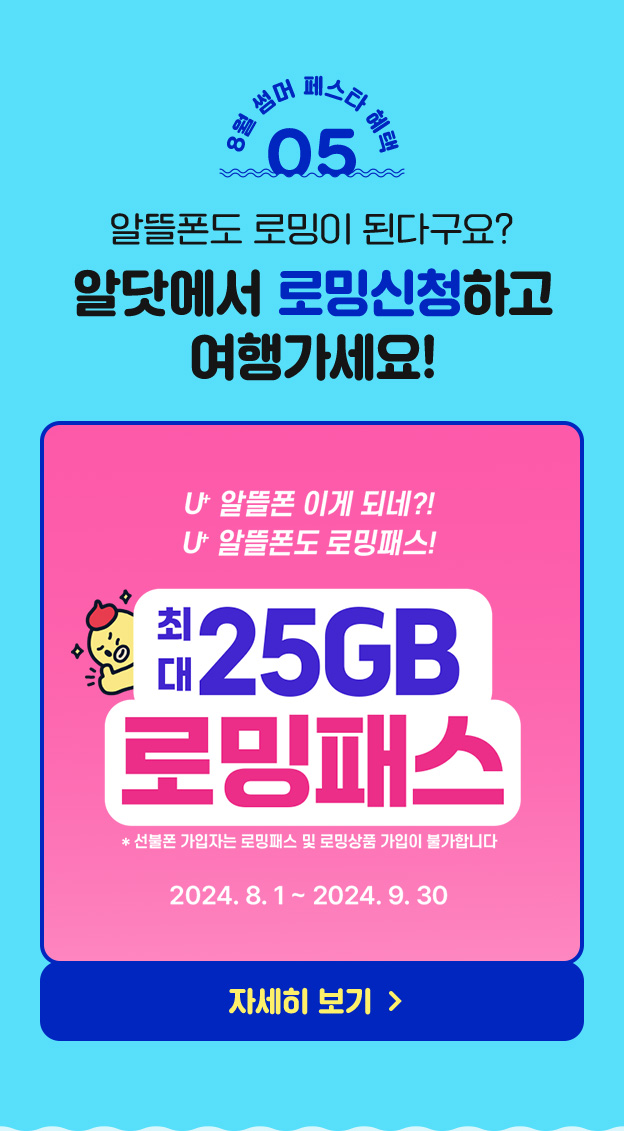 8월 썸머 페스타 혜택
05
알뜰폰도 로밍이 된다구요?
알닷에서 로밍신청하고
여행가세요!
U+ 알뜰폰 이게 되네?!
U+ 알뜰폰도 로밍패스!
최대 25GB
로밍패스
* 선불폰 가입자는 로밍패스 및 로밍상품 가입이 불가합니다
2024. 8. 1 ~ 2024. 9. 30
자세히 보기 >